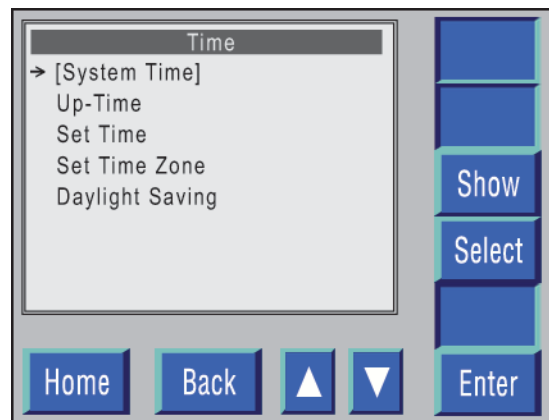 Time
→ [System Time]
Up-Time
Set Time
Set Time Zone
Daylight Saving
Show
Select
Home
Back
Enter